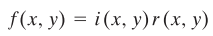 f(x, y) = i(x, y)r(x, y)